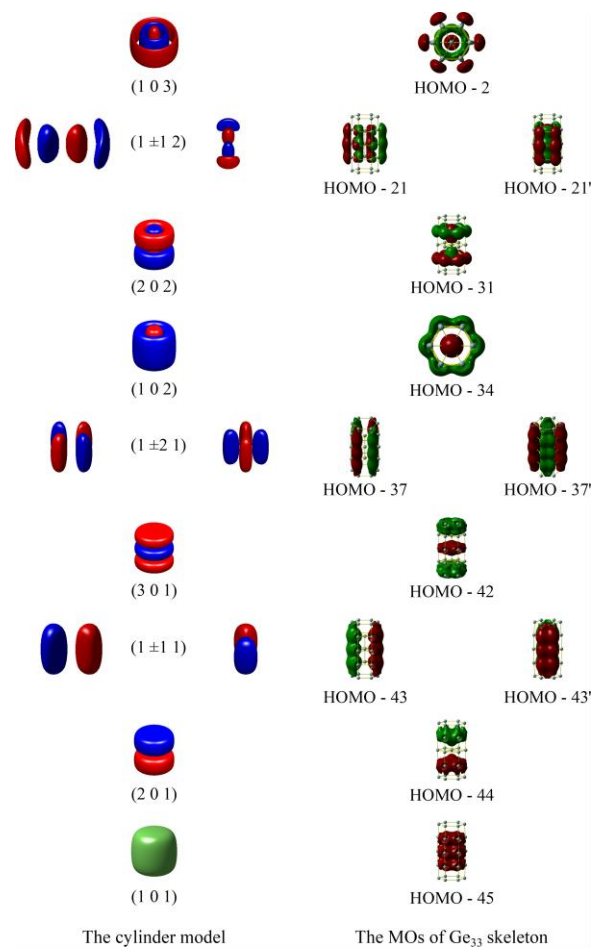 (1 0 3) HOMO - 2
(1 ±1 2) HOMO - 21 HOMO - 21'
(2 0 2) HOMO - 31
(1 0 2) HOMO - 34
(1 ±2 1) HOMO - 37 HOMO - 37'
(3 0 1) HOMO - 42
(1 ±1 1) HOMO - 43 HOMO - 43'
(2 0 1) HOMO - 44
(1 0 1) HOMO - 45
The cylinder model The MOs of Ge₃₃ skeleton